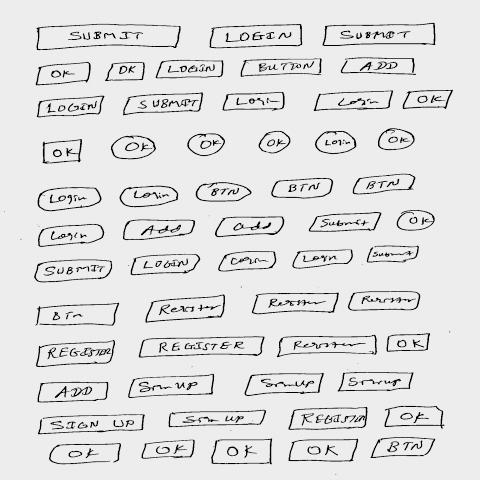 SUBMIT LOGIN SUBMIT
OK OK LOGIN BUTTON ADD
LOGIN SUBMIT Login Login OK
OK OK OK OK Login OK
Login Login BTN BTN BTN
Login Add add Submit OK
SUBMIT LOGIN Login Login Submit
BTn Register Register Register
REGISTER REGISTER Register OK
ADD Sign Up Sign Up Sign up
SIGN UP Sign Up REGISTER OK
OK OK OK OK BTN